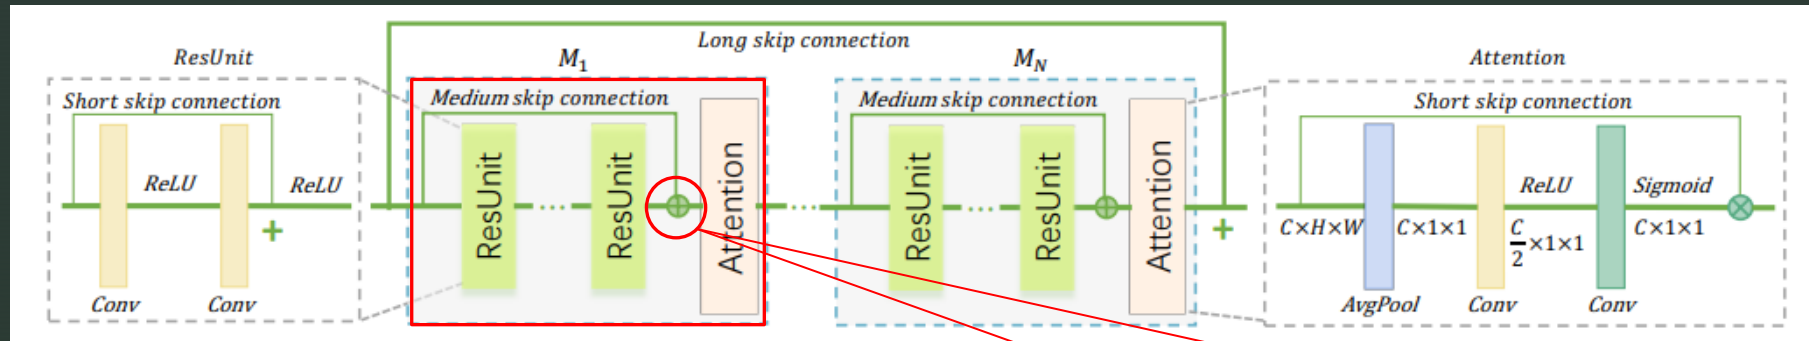 Long skip connection
ResUnit
M₁
M_N
Attention
Short skip connection
ReLU
ReLU
+
Conv
Conv
Medium skip connection
ResUnit
...
ResUnit
⊕
Attention
...
Medium skip connection
ResUnit
...
ResUnit
⊕
Attention
+
Short skip connection
ReLU
Sigmoid
⊗
C×H×W
C×1×1
C/2×1×1
C×1×1
AvgPool
Conv
Conv